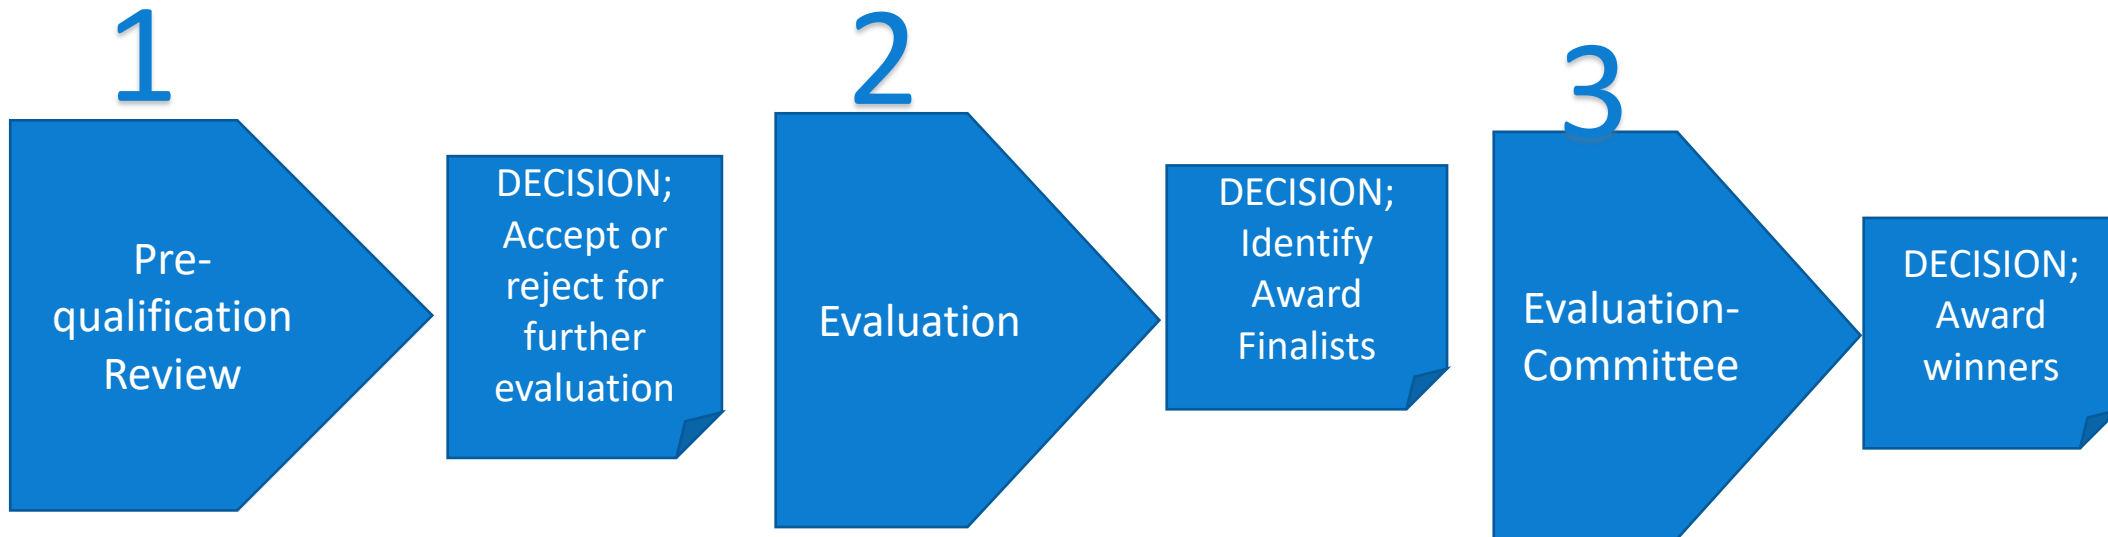 1
Pre-
qualification
Review
DECISION;
Accept or
reject for
further
evaluation
2
Evaluation
DECISION;
Identify
Award
Finalists
3
Evaluation-
Committee
DECISION;
Award
winners